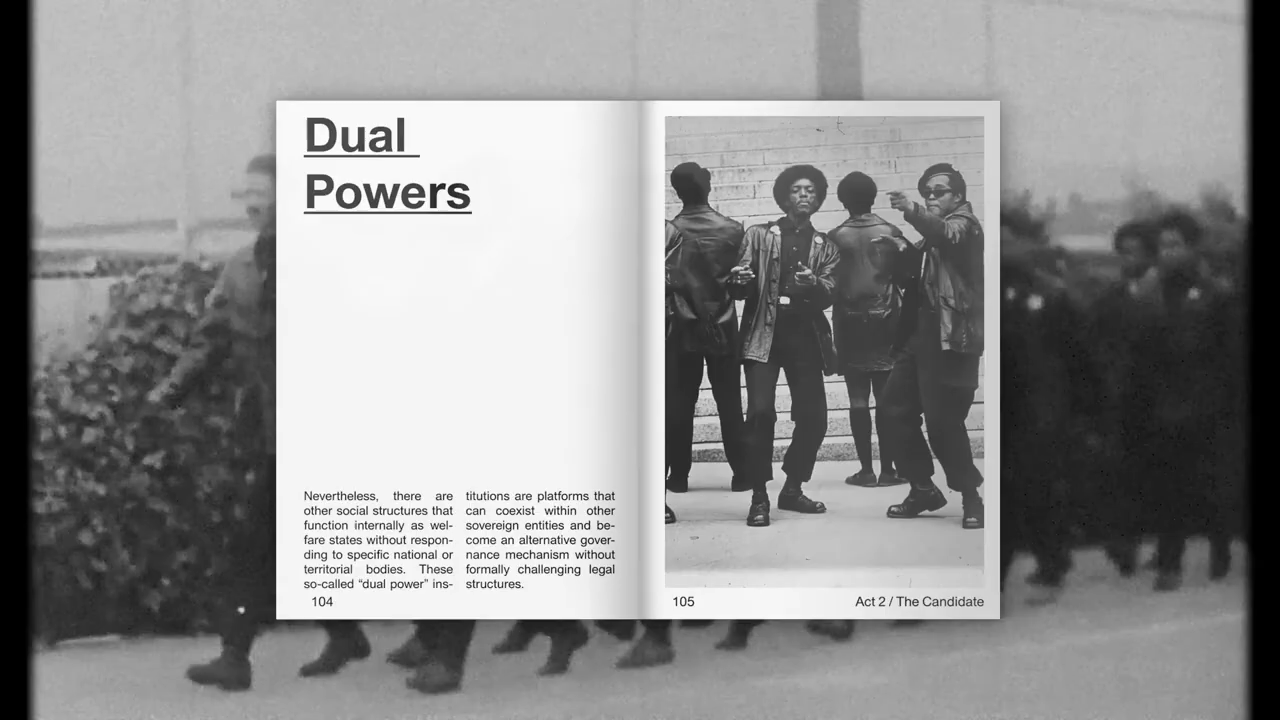 Dual
Powers
Nevertheless, there are
other social structures that
function internally as wel-
fare states without respon-
ding to specific national or
territorial bodies. These
so-called “dual power” ins-
titutions are platforms that
can coexist within other
sovereign entities and be-
come an alternative gover-
nance mechanism without
formally challenging legal
structures.
104
105
Act 2 / The Candidate